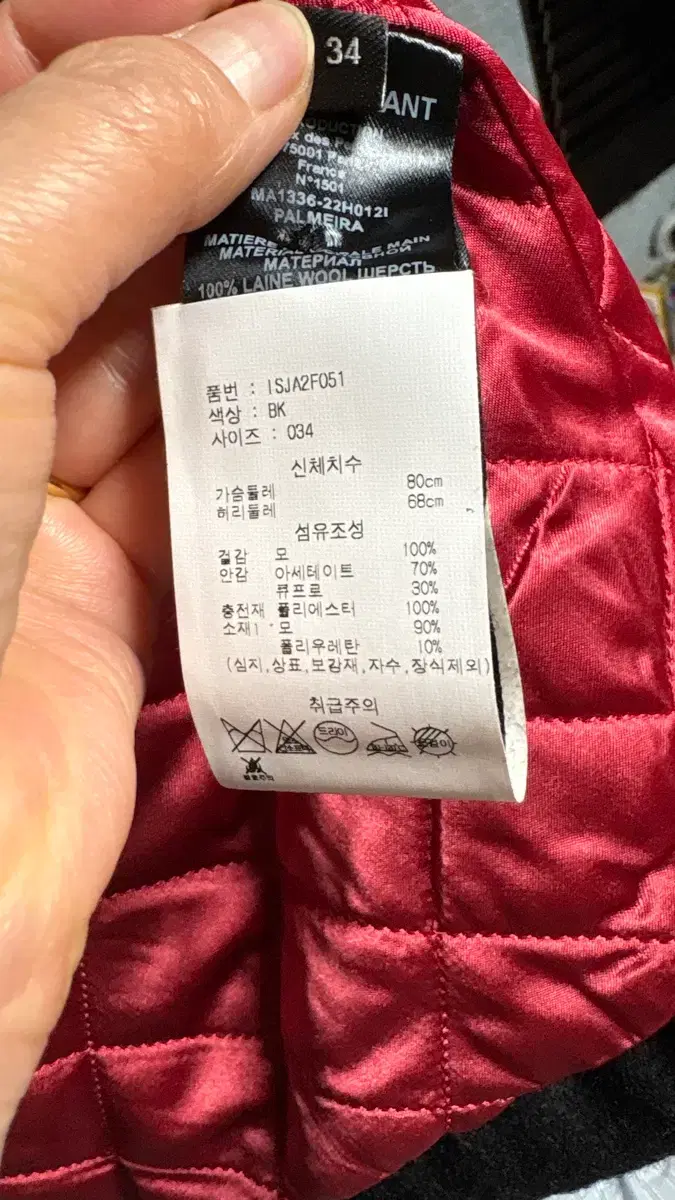 34
ANT
75001
France
N°1501
MA1336-22H012I
PALMEIRA
МАТЕРИАЛ
100% LAINE WOOL ШЕРСТЬ
품번 : ISJA2F051
색상 : BK
사이즈 : 034
신체치수
가슴둘레 80cm
허리둘레 68cm
섬유조성
겉감 모 100%
안감 아세테이트 70%
큐프로 30%
충전재 폴리에스터 100%
소재1 모 90%
폴리우레탄 10%
(심지,상표,보강재,자수,장식제외)
취급주의
드라이